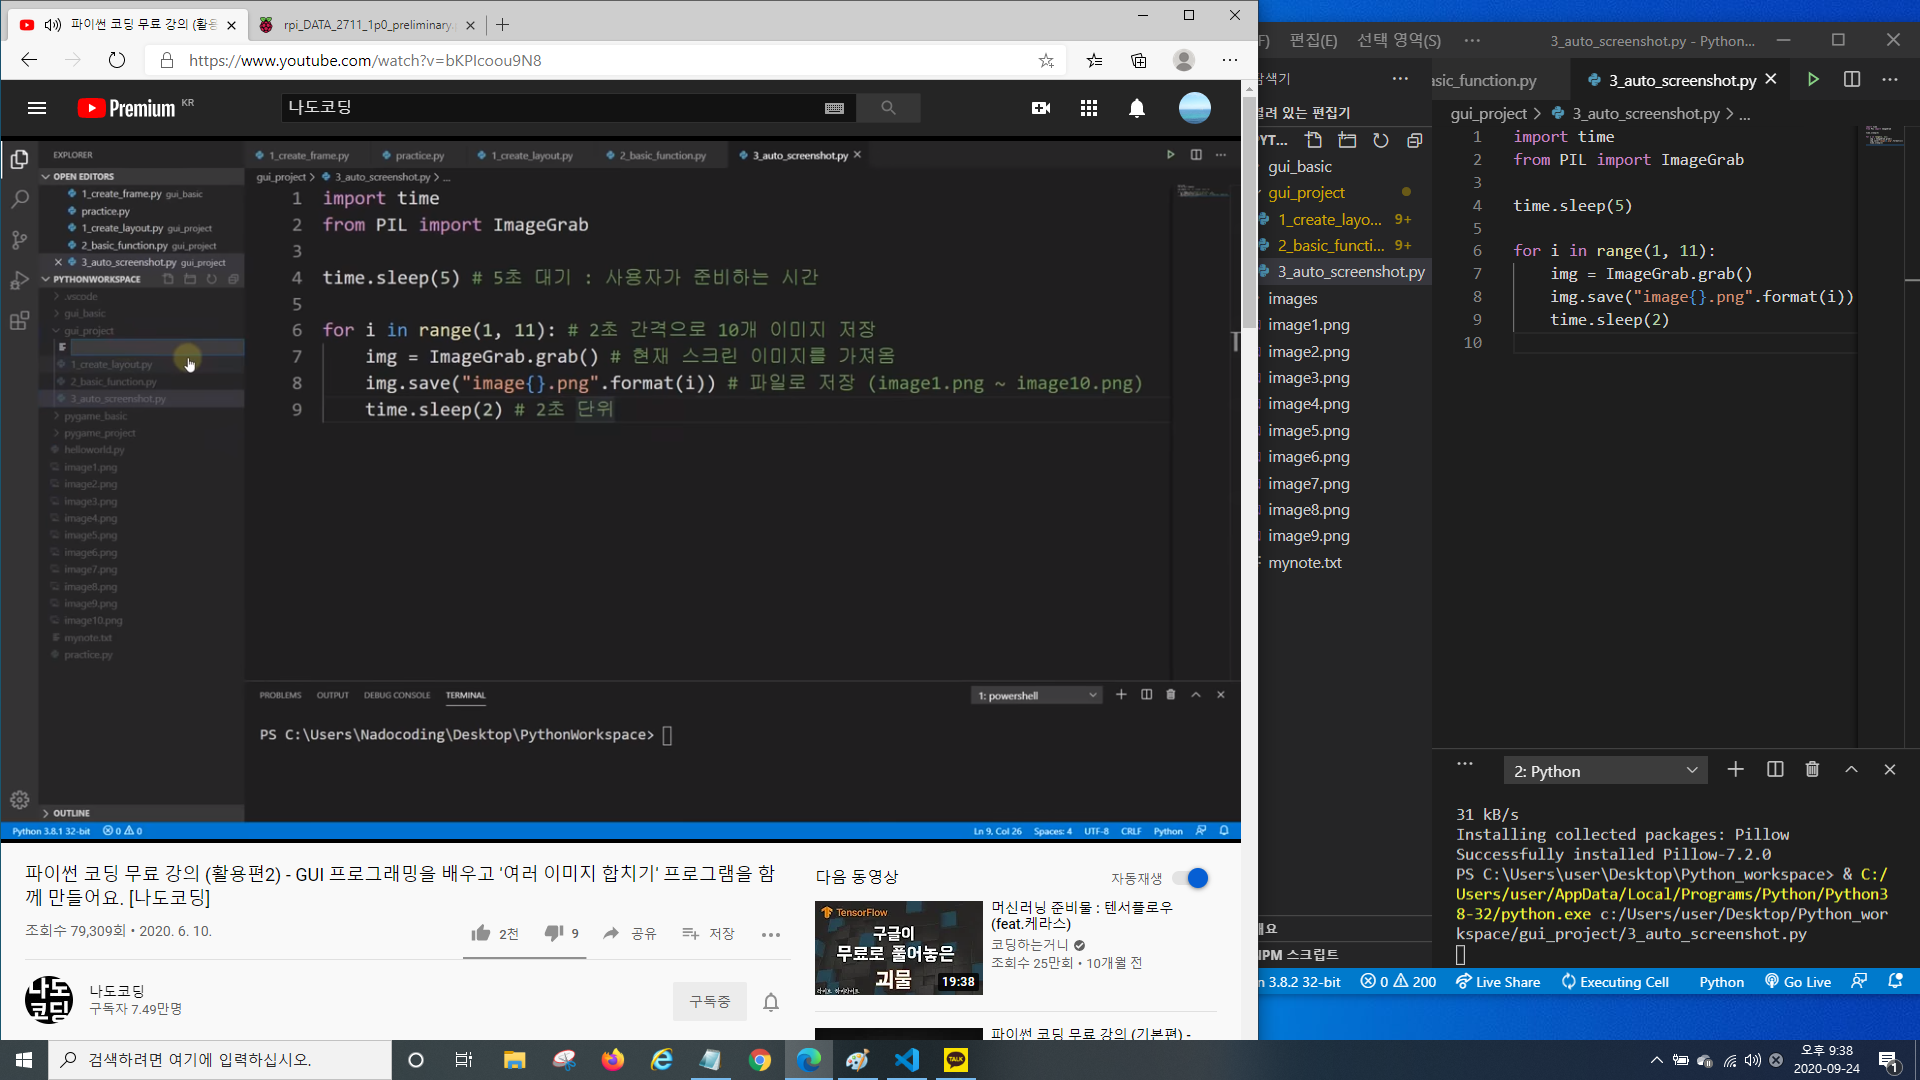 파이썬 코딩 무료 강의 (활용
rpi_DATA_2711_1p0_preliminary.
https://www.youtube.com/watch?v=bKPIcoou9N8
Premium KR
나도코딩
EXPLORER
OPEN EDITORS
1_create_frame.py gui_basic
practice.py
1_create_layout.py gui_project
2_basic_function.py gui_project
3_auto_screenshot.py gui_project
PYTHONWORKSPACE
.vscode
gui_basic
gui_project
1_create_layout.py
2_basic_function.py
3_auto_screenshot.py
pygame_basic
pygame_project
helloworld.py
image1.png
image2.png
image3.png
image4.png
image5.png
image6.png
image7.png
image8.png
image9.png
image10.png
mynote.txt
practice.py
OUTLINE
1_create_frame.py practice.py 1_create_layout.py 2_basic_function.py 3_auto_screenshot.py
gui_project > 3_auto_screenshot.py > ...
1 import time
2 from PIL import ImageGrab
3
4 time.sleep(5) # 5초 대기 : 사용자가 준비하는 시간
5
6 for i in range(1, 11): # 2초 간격으로 10개 이미지 저장
7 img = ImageGrab.grab() # 현재 스크린 이미지를 가져옴
8 img.save("image{}.png".format(i)) # 파일로 저장 (image1.png ~ image10.png)
9 time.sleep(2) # 2초 단위
PROBLEMS OUTPUT DEBUG CONSOLE TERMINAL
1: powershell
PS C:\Users\Nadocoding\Desktop\PythonWorkspace>
Python 3.8.1 32-bit 0 0
Ln 9, Col 26 Spaces: 4 UTF-8 CRLF Python
파이썬 코딩 무료 강의 (활용편2) - GUI 프로그래밍을 배우고 '여러 이미지 합치기' 프로그램을 함
께 만들어요. [나도코딩]
조회수 79,309회 • 2020. 6. 10.
2천 9 공유 저장
나도코딩
나도코딩
구독자 7.49만명
구독중
다음 동영상
자동재생
TensorFlow
구글이
무료로 풀어놓은
괴물
19:38
머신러닝 준비물 : 텐서플로우
(feat.케라스)
코딩하는거니
조회수 25만회 • 10개월 전
파이썬 코딩 무료 강의 (기본편) -
F) 편집(E) 선택 영역(S) ... 3_auto_screenshot.py - Python...
탐색기
열려 있는 편집기
PYT...
gui_basic
gui_project
1_create_layo... 9+
2_basic_functi... 9+
3_auto_screenshot.py
images
image1.png
image2.png
image3.png
image4.png
image5.png
image6.png
image7.png
image8.png
image9.png
mynote.txt
개요
NPM 스크립트
asic_function.py 3_auto_screenshot.py
gui_project > 3_auto_screenshot.py > ...
1 import time
2 from PIL import ImageGrab
3
4 time.sleep(5)
5
6 for i in range(1, 11):
7 img = ImageGrab.grab()
8 img.save("image{}.png".format(i))
9 time.sleep(2)
10
2: Python
31 kB/s
Installing collected packages: Pillow
Successfully installed Pillow-7.2.0
PS C:\Users\user\Desktop\Python_workspace> & C:/
Users/user/AppData/Local/Programs/Python/Python3
8-32/python.exe c:/Users/user/Desktop/Python_wor
kspace/gui_project/3_auto_screenshot.py
n 3.8.2 32-bit 0 200 Live Share Executing Cell Python Go Live
검색하려면 여기에 입력하십시오.
TALK
오후 9:38
2020-09-24
1